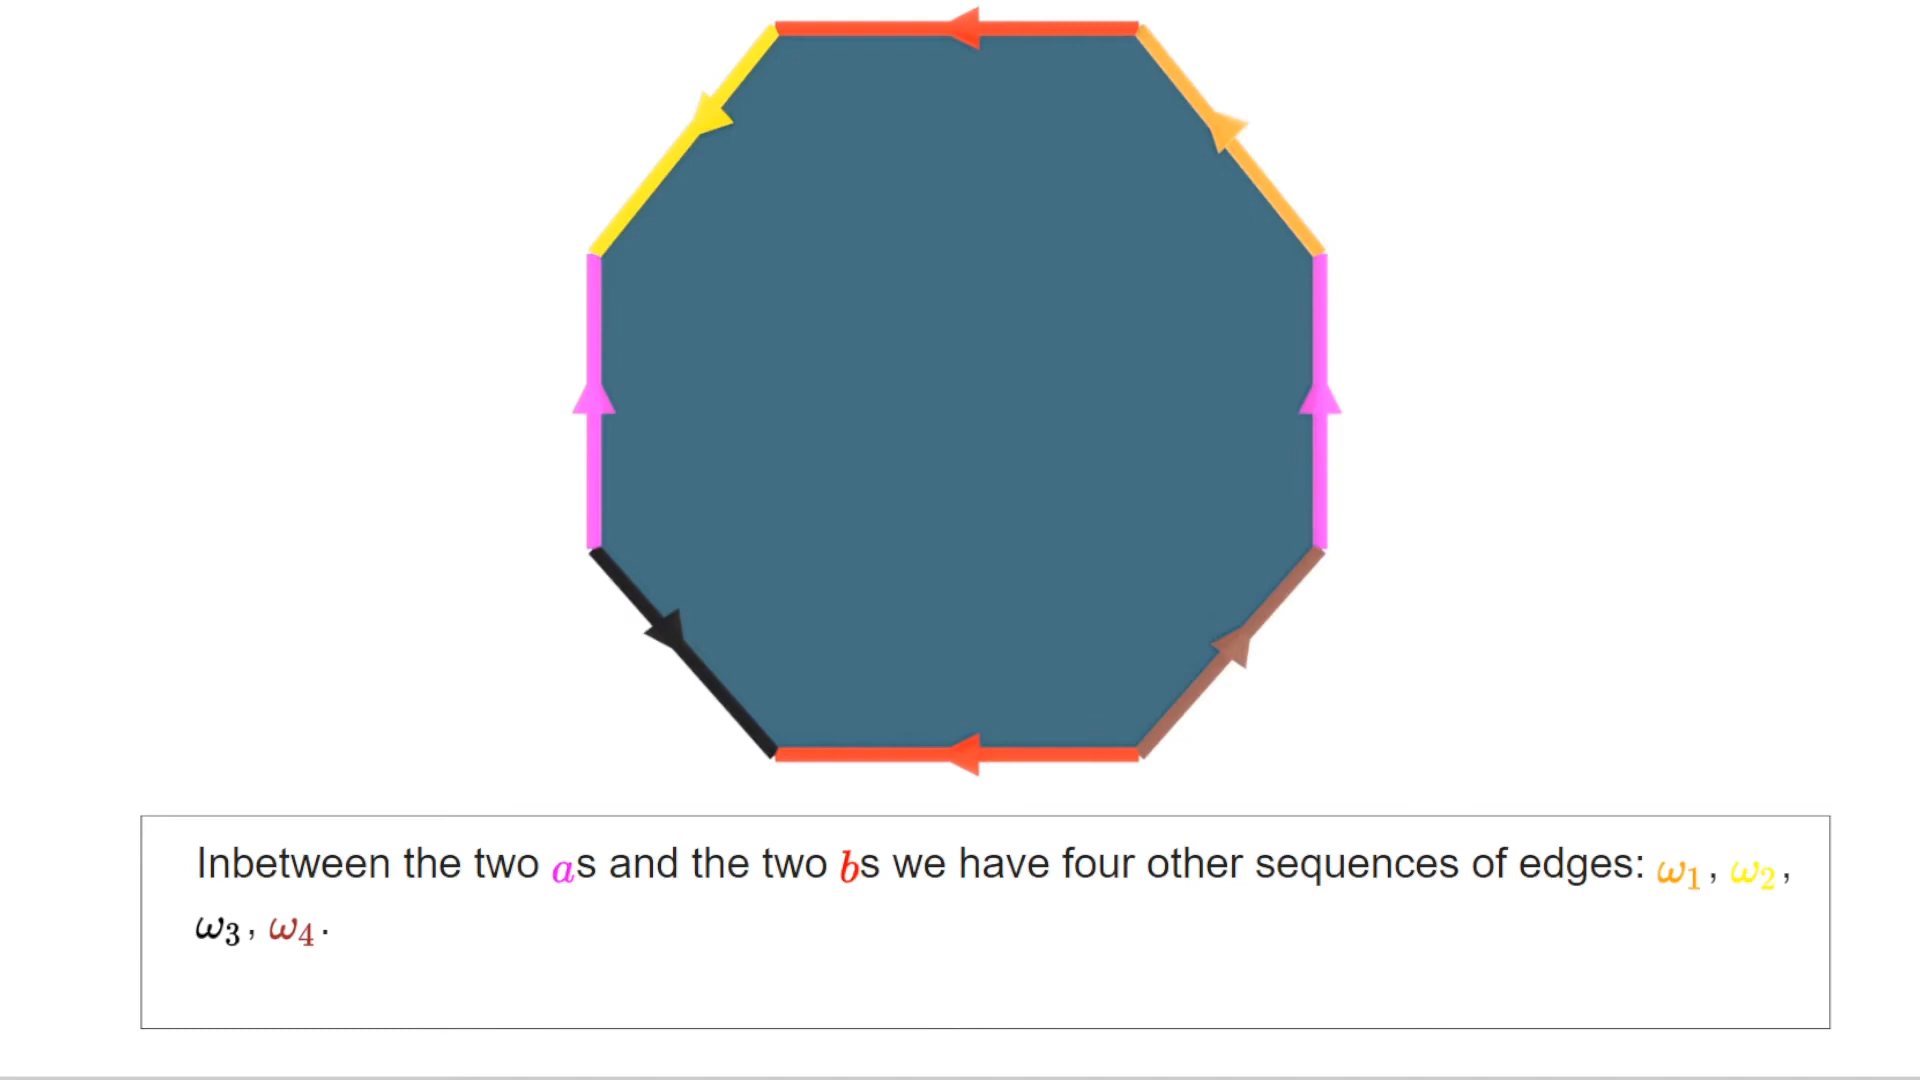 Inbetween the two as and the two bs we have four other sequences of edges: ω₁, ω₂,
ω₃, ω₄.